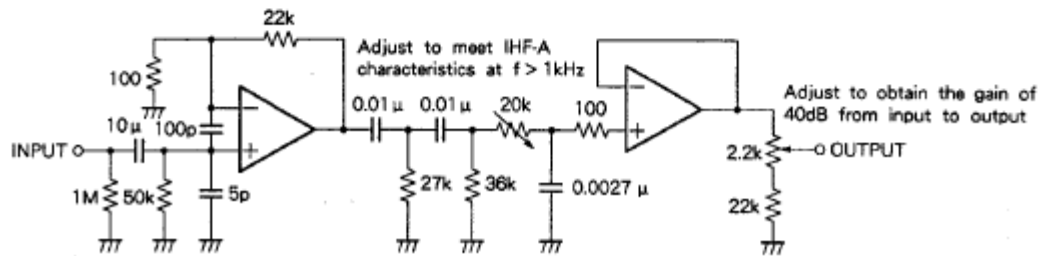 22k
Adjust to meet IHF-A
characteristics at f > 1kHz
100
Adjust to obtain the gain of
40dB from input to output
0.01 μ
0.01 μ
20k
100
10μ
100p
INPUT
2.2k
OUTPUT
1M
50k
5p
27k
36k
0.0027 μ
22k